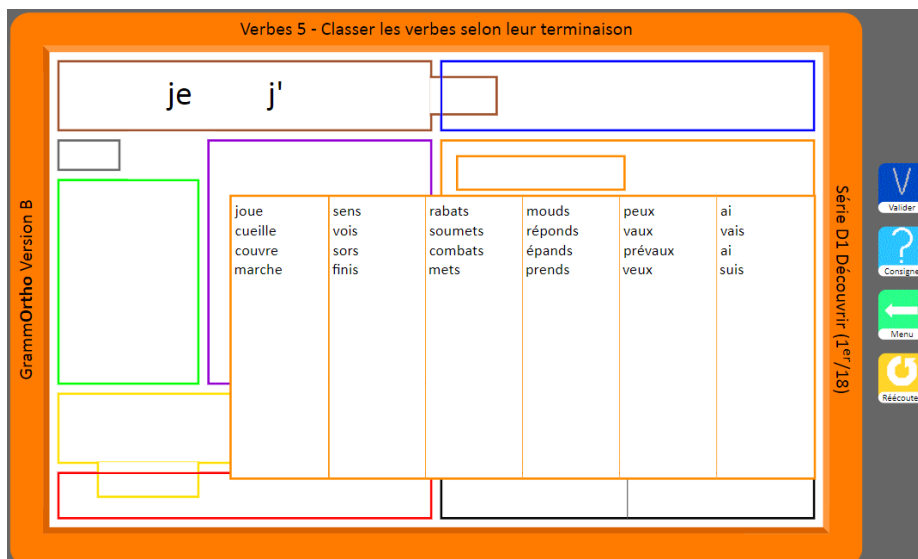 Verbes 5 - Classer les verbes selon leur terminaison
je j'
joue sens rabats mouds peux ai
cueille vois soumets réponds vaux vais
couvre sors combats épands prévaux ai
marche finis mets prends veux suis
GrammOrtho Version B
Série D1 Découvrir (1er/18)
Valider
Consigne
Menu
Réécoute